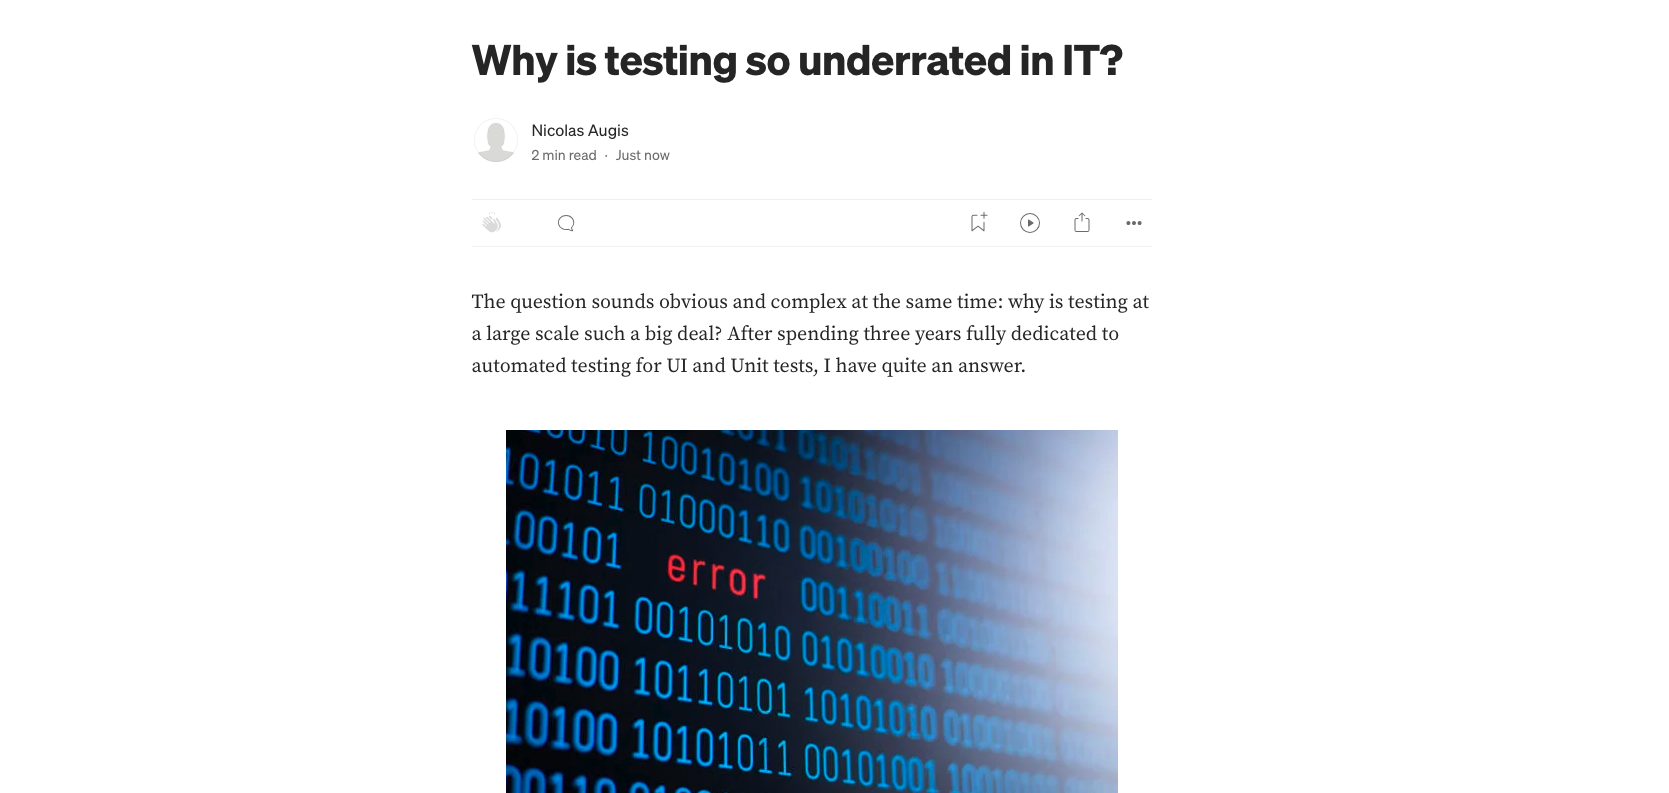 Why is testing so underrated in IT?
Nicolas Augis
2 min read · Just now
The question sounds obvious and complex at the same time: why is testing at
a large scale such a big deal? After spending three years fully dedicated to
automated testing for UI and Unit tests, I have quite an answer.
10010100
101011 01000110 00100100
00101 error 00110011
11101 00101010 01010010
10100 10110101 10101010
10100 10101011 00101001